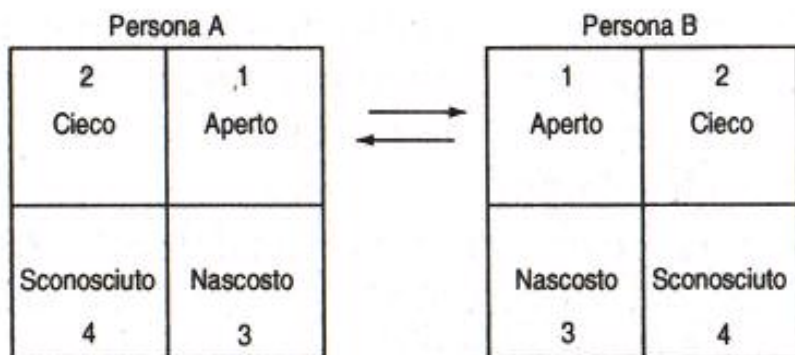 Persona A Persona B
2 1 1 2
Cieco Aperto Aperto Cieco
Sconosciuto Nascosto Nascosto Sconosciuto
4 3 3 4